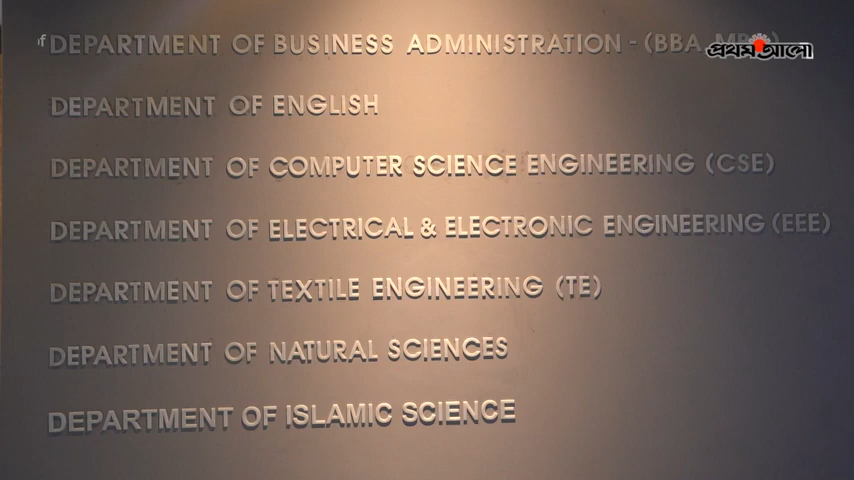 DEPARTMENT OF BUSINESS ADMINISTRATION - (BBA, MBA)
প্রথম আলো
DEPARTMENT OF ENGLISH
DEPARTMENT OF COMPUTER SCIENCE ENGINEERING (CSE)
DEPARTMENT OF ELECTRICAL & ELECTRONIC ENGINEERING (EEE)
DEPARTMENT OF TEXTILE ENGINEERING (TE)
DEPARTMENT OF NATURAL SCIENCES
DEPARTMENT OF ISLAMIC SCIENCE